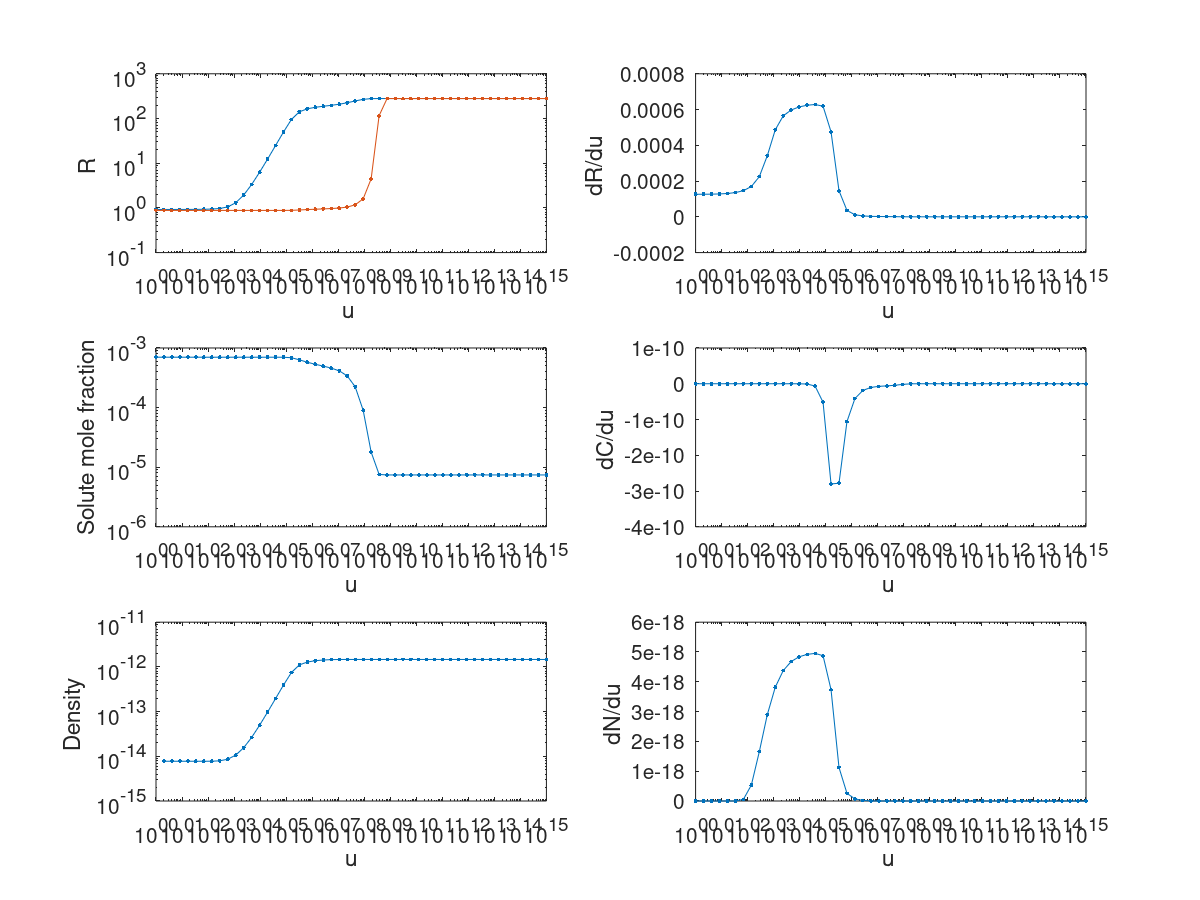 R
10^3
10^2
10^1
10^0
10^-1
10^00 10^01 10^02 10^03 10^04 10^05 10^06 10^07 10^08 10^09 10^10 10^11 10^12 10^13 10^14 10^15
u
dR/du
0.0008
0.0006
0.0004
0.0002
0
-0.0002
10^00 10^01 10^02 10^03 10^04 10^05 10^06 10^07 10^08 10^09 10^10 10^11 10^12 10^13 10^14 10^15
u
Solute mole fraction
10^-3
10^-4
10^-5
10^-6
10^00 10^01 10^02 10^03 10^04 10^05 10^06 10^07 10^08 10^09 10^10 10^11 10^12 10^13 10^14 10^15
u
dC/du
1e-10
0
-1e-10
-2e-10
-3e-10
-4e-10
10^00 10^01 10^02 10^03 10^04 10^05 10^06 10^07 10^08 10^09 10^10 10^11 10^12 10^13 10^14 10^15
u
Density
10^-11
10^-12
10^-13
10^-14
10^-15
10^00 10^01 10^02 10^03 10^04 10^05 10^06 10^07 10^08 10^09 10^10 10^11 10^12 10^13 10^14 10^15
u
dN/du
6e-18
5e-18
4e-18
3e-18
2e-18
1e-18
0
10^00 10^01 10^02 10^03 10^04 10^05 10^06 10^07 10^08 10^09 10^10 10^11 10^12 10^13 10^14 10^15
u